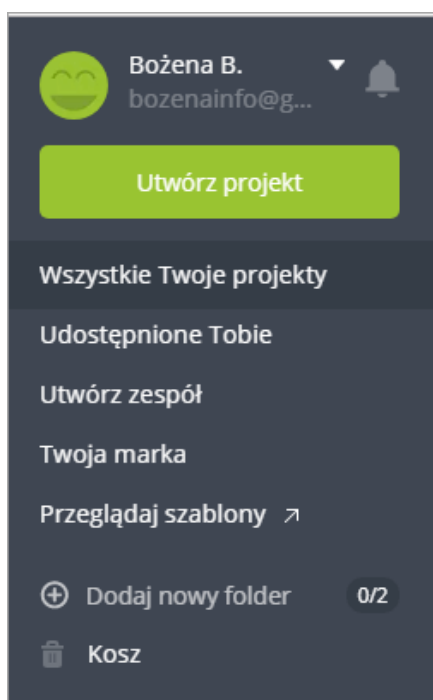 Bożena B.
bozenainfo@g...
Utwórz projekt
Wszystkie Twoje projekty
Udostępnione Tobie
Utwórz zespół
Twoja marka
Przeglądaj szablony
Dodaj nowy folder 0/2
Kosz